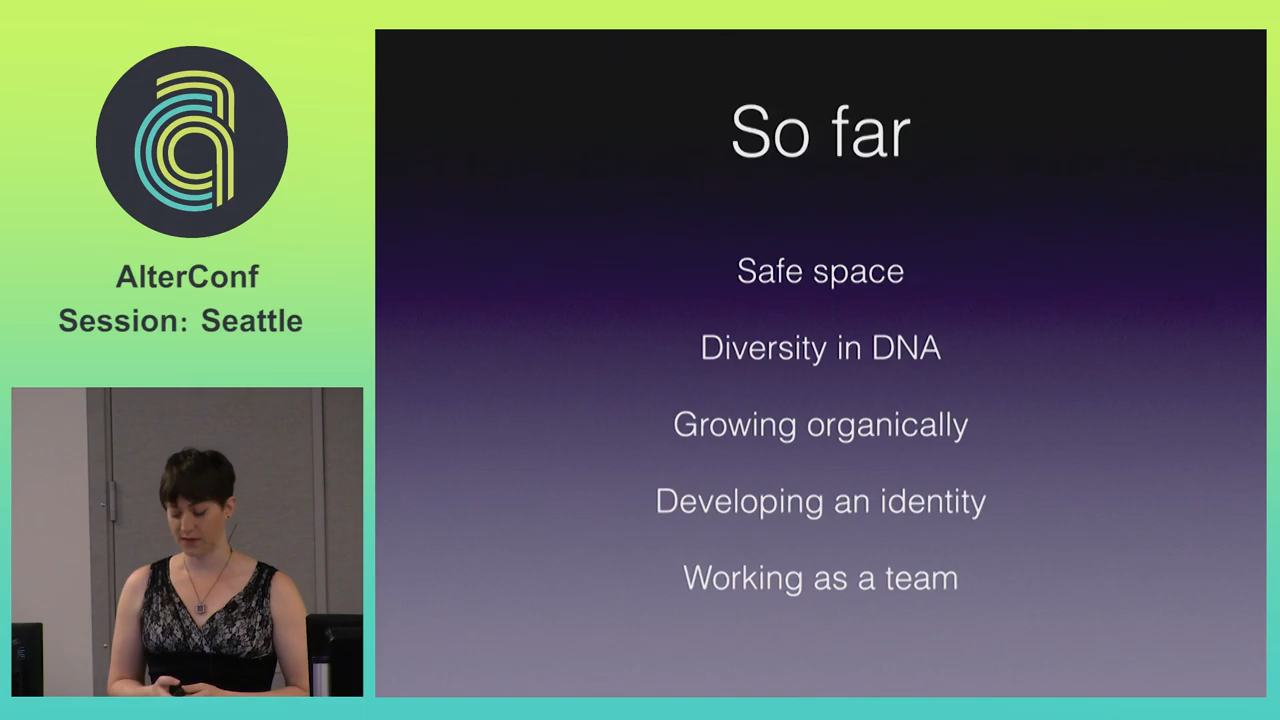 AlterConf
Session: Seattle
So far
Safe space
Diversity in DNA
Growing organically
Developing an identity
Working as a team